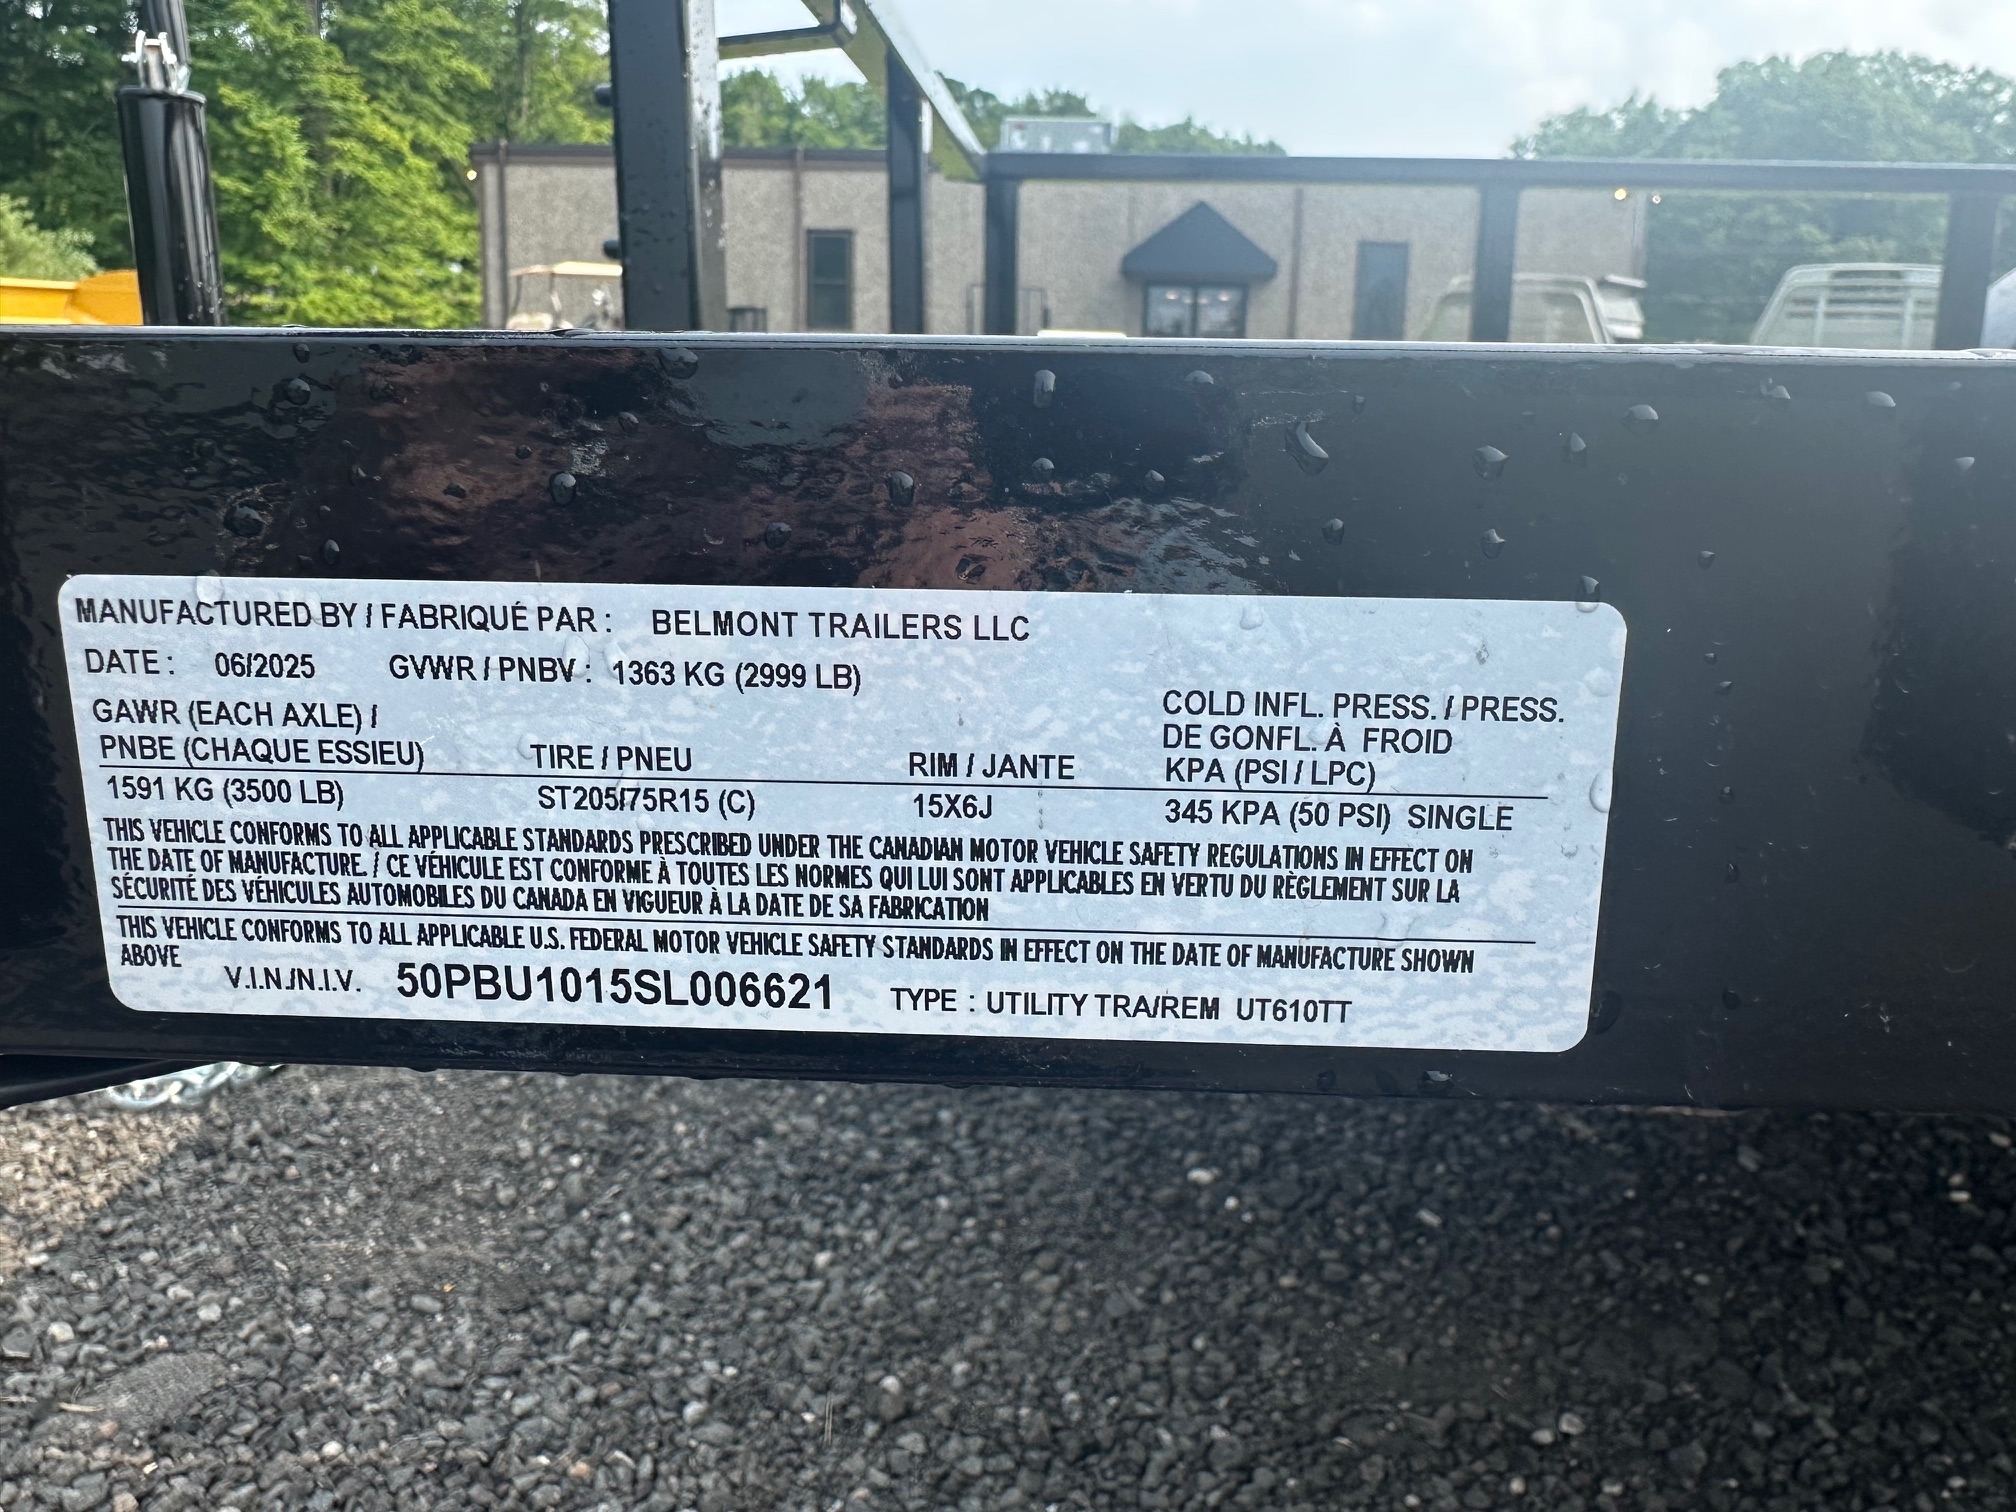 MANUFACTURED BY / FABRIQUÉ PAR : BELMONT TRAILERS LLC
DATE : 06/2025 GVWR / PNBV : 1363 KG (2999 LB)
GAWR (EACH AXLE) /
PNBE (CHAQUE ESSIEU) TIRE / PNEU RIM / JANTE
COLD INFL. PRESS. / PRESS.
DE GONFL. À FROID
KPA (PSI / LPC)
1591 KG (3500 LB) ST205/75R15 (C) 15X6J 345 KPA (50 PSI) SINGLE
THIS VEHICLE CONFORMS TO ALL APPLICABLE STANDARDS PRESCRIBED UNDER THE CANADIAN MOTOR VEHICLE SAFETY REGULATIONS IN EFFECT ON
THE DATE OF MANUFACTURE. / CE VÉHICULE EST CONFORME À TOUTES LES NORMES QUI LUI SONT APPLICABLES EN VERTU DU RÈGLEMENT SUR LA
SÉCURITÉ DES VÉHICULES AUTOMOBILES DU CANADA EN VIGUEUR À LA DATE DE SA FABRICATION
THIS VEHICLE CONFORMS TO ALL APPLICABLE U.S. FEDERAL MOTOR VEHICLE SAFETY STANDARDS IN EFFECT ON THE DATE OF MANUFACTURE SHOWN
ABOVE
V.I.N./N.I.V. 50PBU1015SL006621 TYPE : UTILITY TRA/REM UT610TT